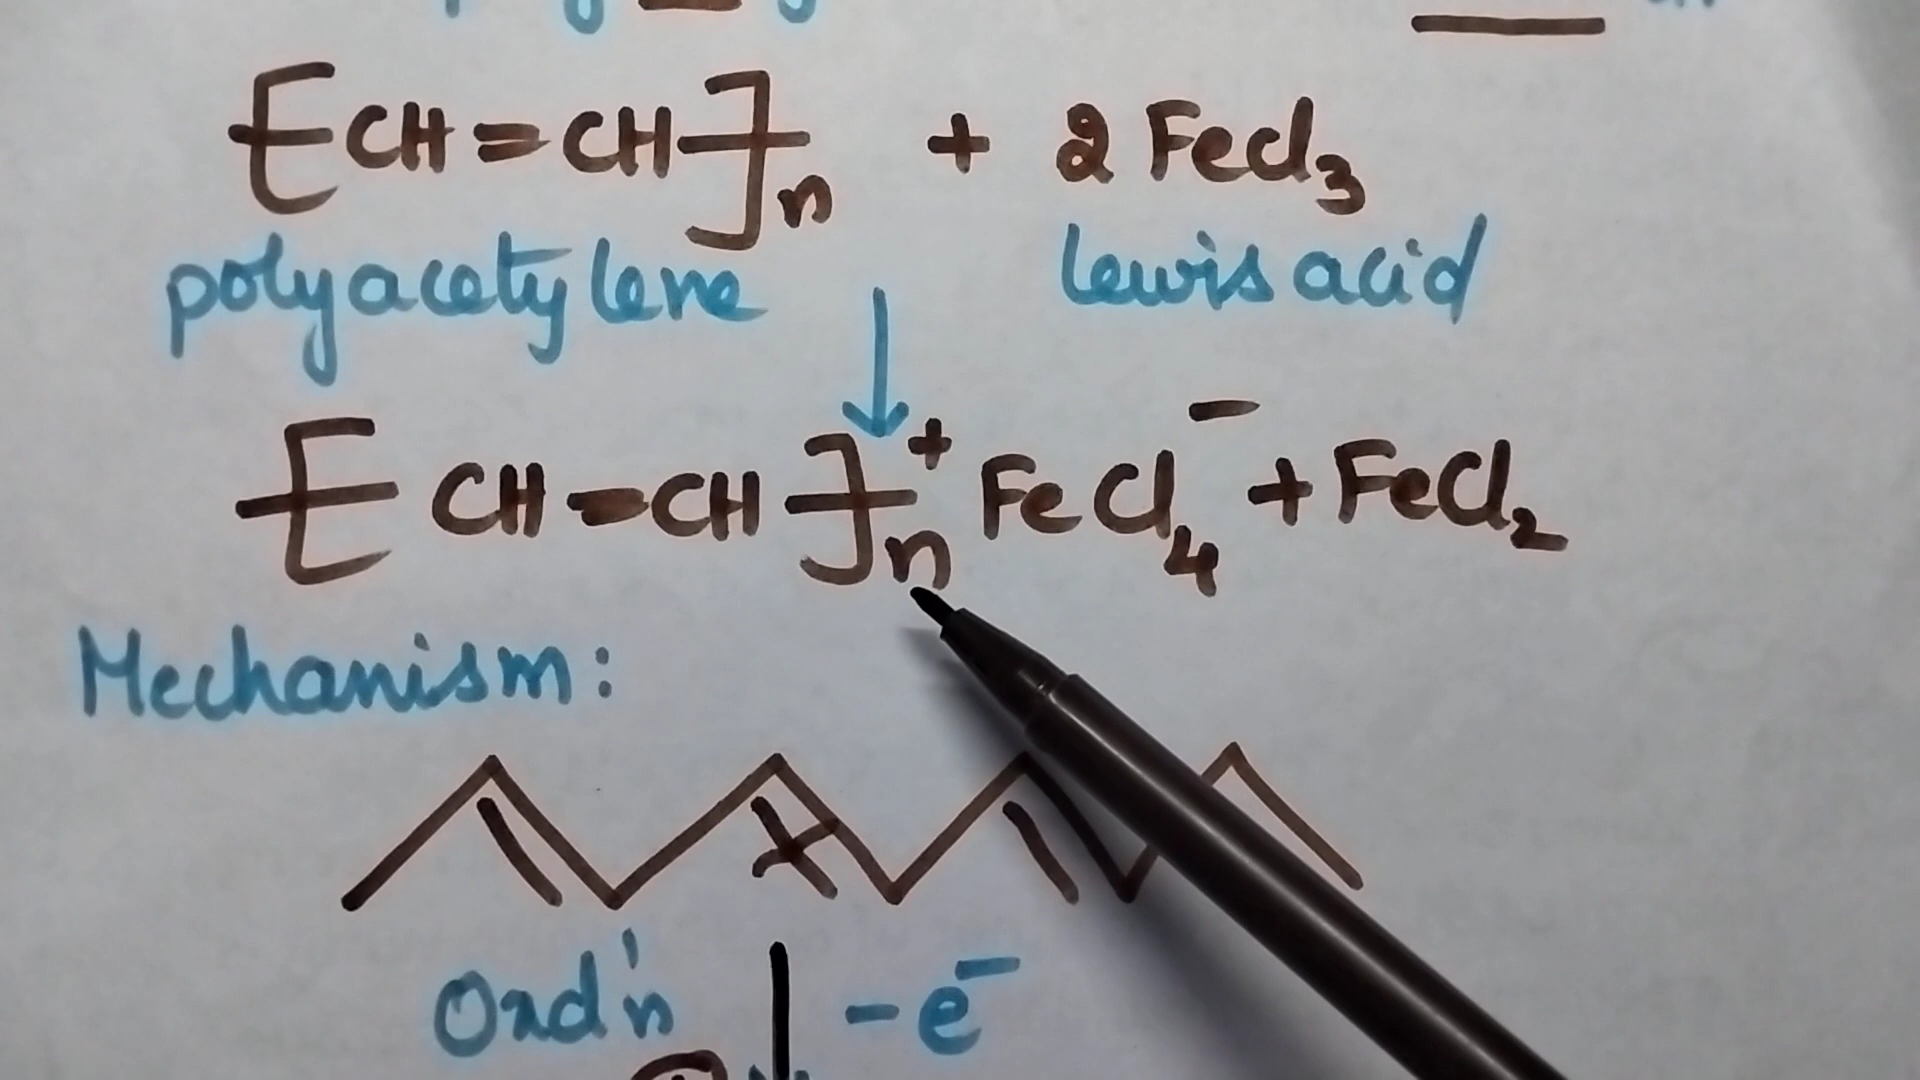 [CH=CH]n + 2 FeCl3
polyacetylene lewis acid
[CH=CH]n+ FeCl4− + FeCl2
Mechanism:
Oxd'n − e−